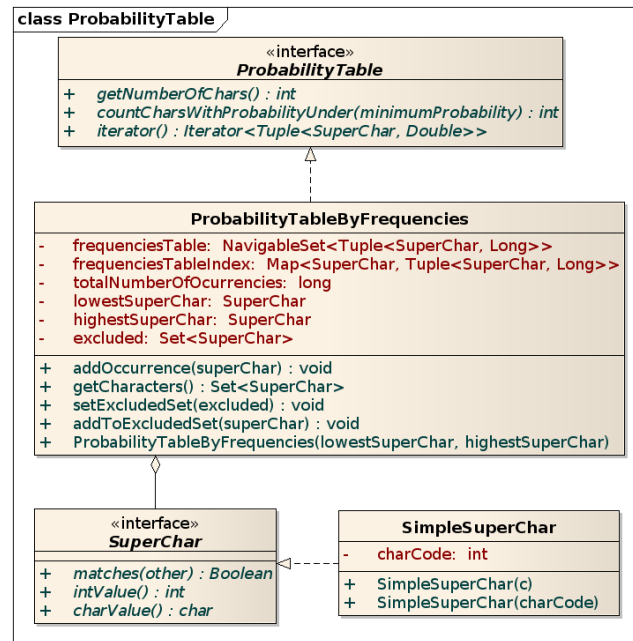 class ProbabilityTable
«interface»
ProbabilityTable
+ getNumberOfChars() : int
+ countCharsWithProbabilityUnder(minimumProbability) : int
+ iterator() : Iterator<Tuple<SuperChar, Double>>
ProbabilityTableByFrequencies
- frequenciesTable: NavigableSet<Tuple<SuperChar, Long>>
- frequenciesTableIndex: Map<SuperChar, Tuple<SuperChar, Long>>
- totalNumberOfOcurrencies: long
- lowestSuperChar: SuperChar
- highestSuperChar: SuperChar
- excluded: Set<SuperChar>
+ addOccurrence(superChar) : void
+ getCharacters() : Set<SuperChar>
+ setExcludedSet(excluded) : void
+ addToExcludedSet(superChar) : void
+ ProbabilityTableByFrequencies(lowestSuperChar, highestSuperChar)
«interface»
SuperChar
+ matches(other) : Boolean
+ intValue() : int
+ charValue() : char
SimpleSuperChar
- charCode: int
+ SimpleSuperChar(c)
+ SimpleSuperChar(charCode)